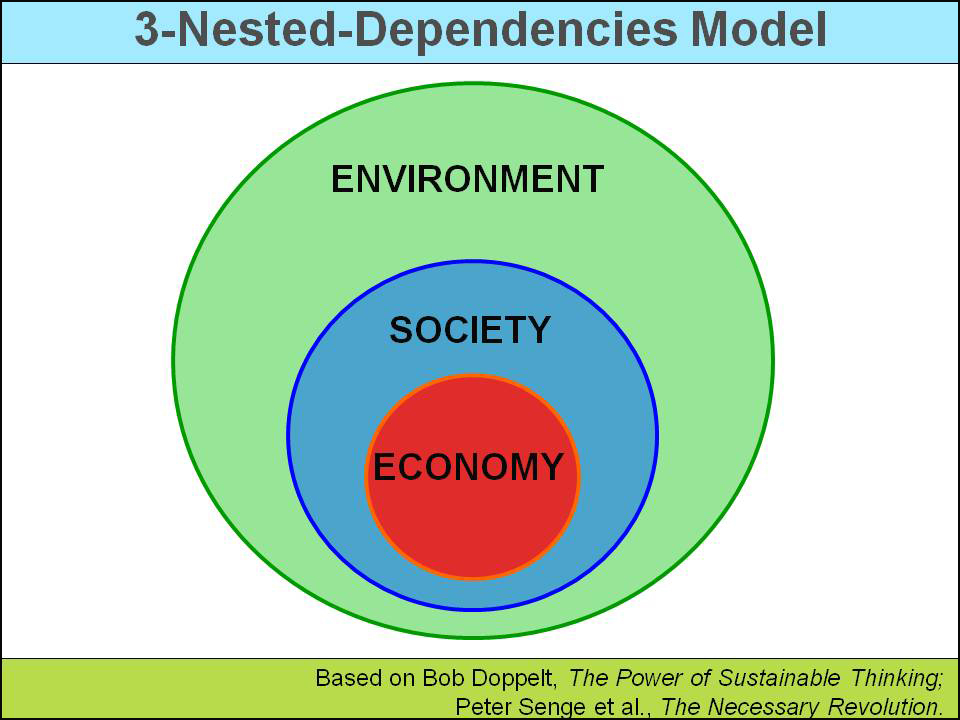 3-Nested-Dependencies Model
ENVIRONMENT
SOCIETY
ECONOMY
Based on Bob Doppelt, The Power of Sustainable Thinking;
Peter Senge et al., The Necessary Revolution.